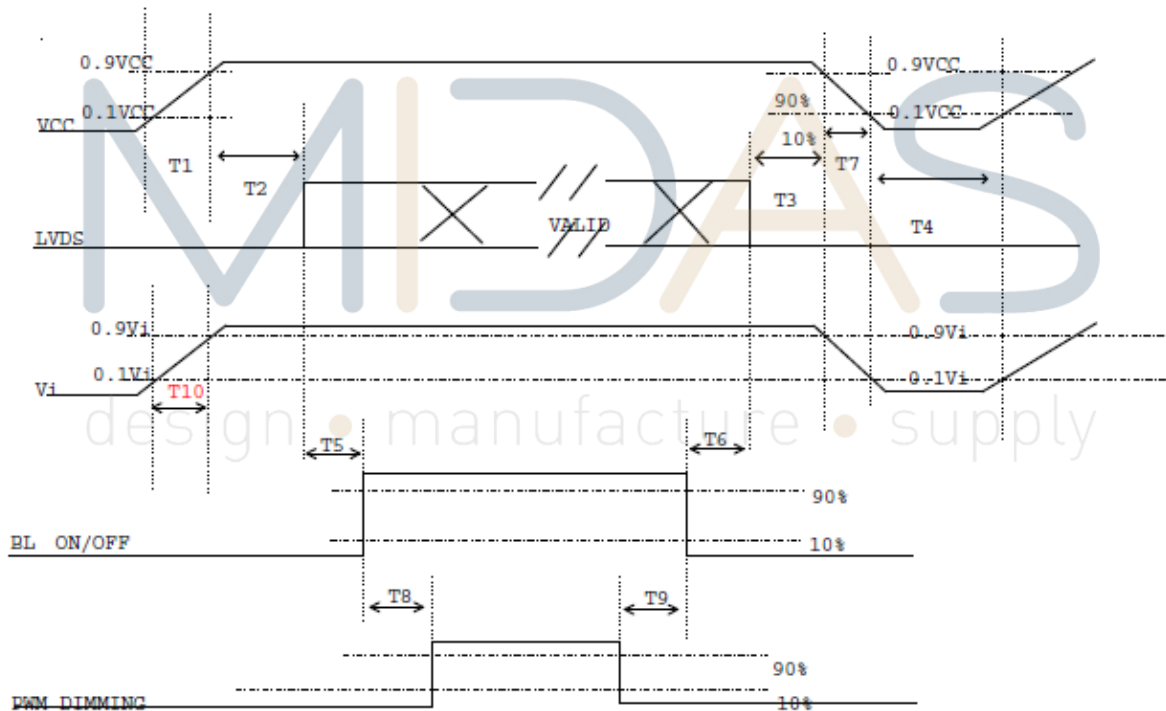 MIDAS
design • manufacture • supply
0.9VCC
0.9VCC
90%
0.1VCC
0.1VCC
VCC
10%
T1
T7
T2
T3
VALID
T4
LVDS
0.9Vi
0.9Vi
0.1Vi
0.1Vi
Vi
T10
T5
T6
90%
BL ON/OFF
10%
T8
T9
90%
PWM DIMMING
10%